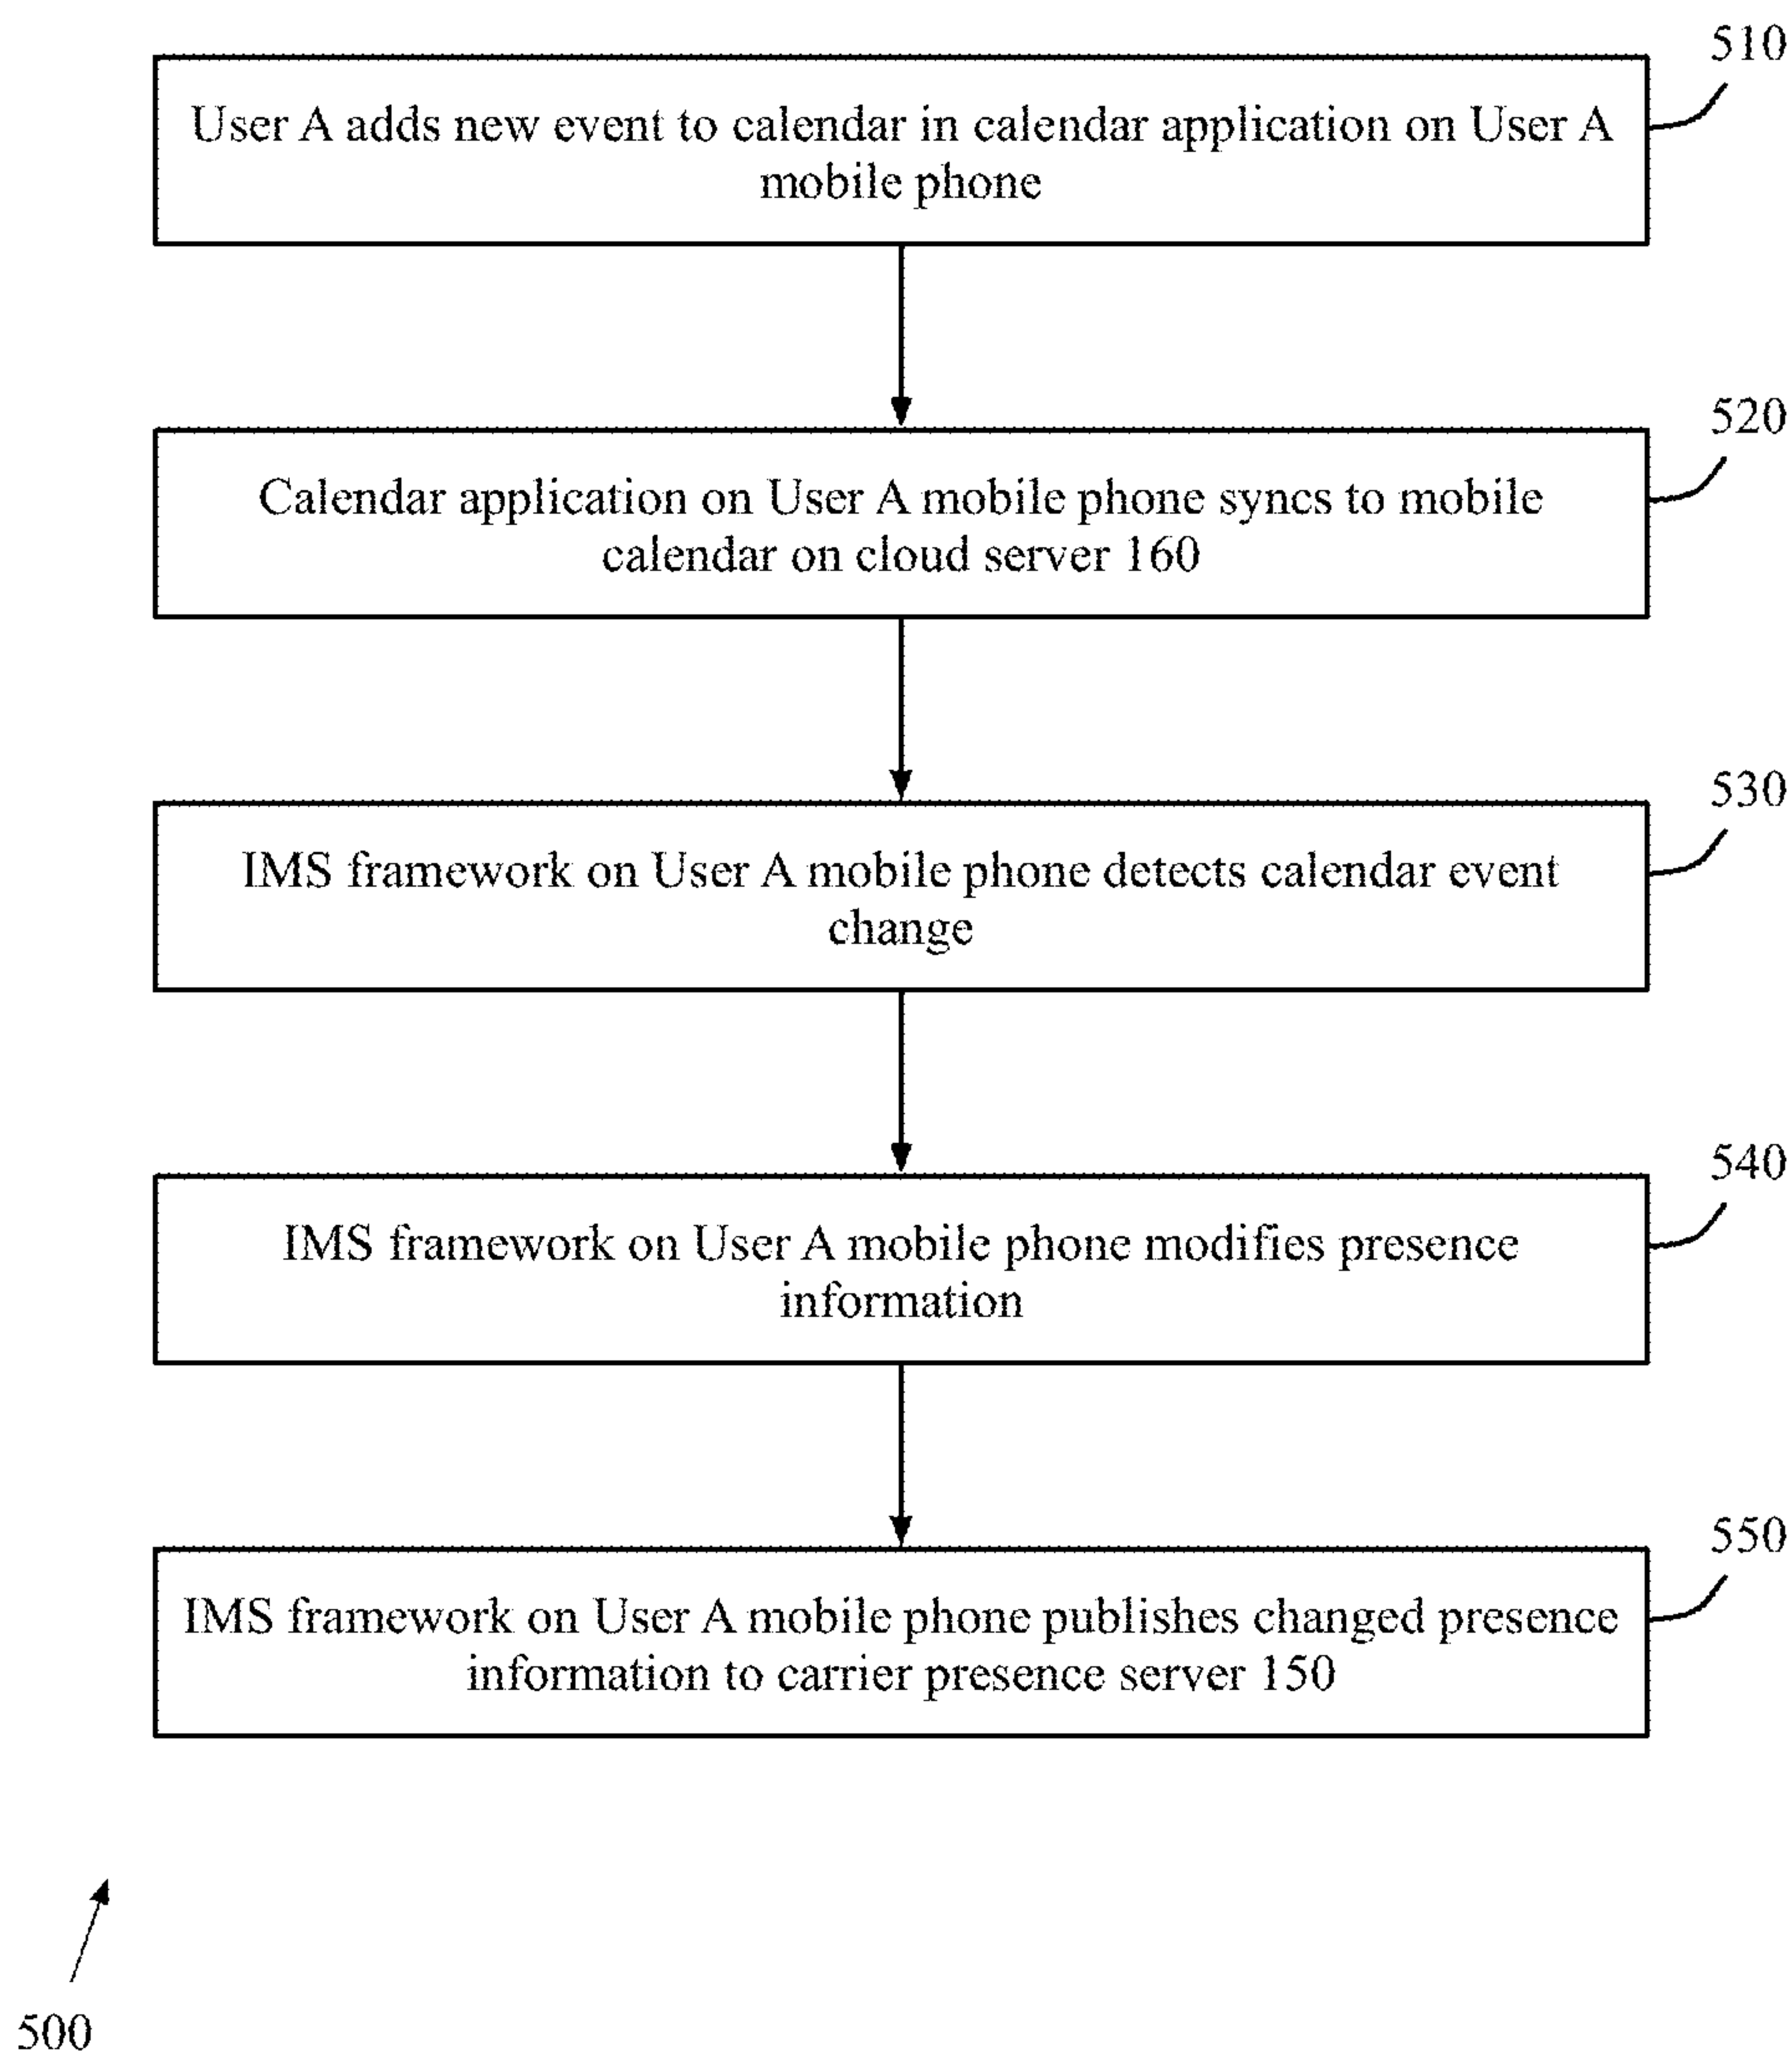 510
User A adds new event to calendar in calendar application on User A
mobile phone
520
Calendar application on User A mobile phone syncs to mobile
calendar on cloud server 160
530
IMS framework on User A mobile phone detects calendar event
change
540
IMS framework on User A mobile phone modifies presence
information
550
IMS framework on User A mobile phone publishes changed presence
information to carrier presence server 150
500